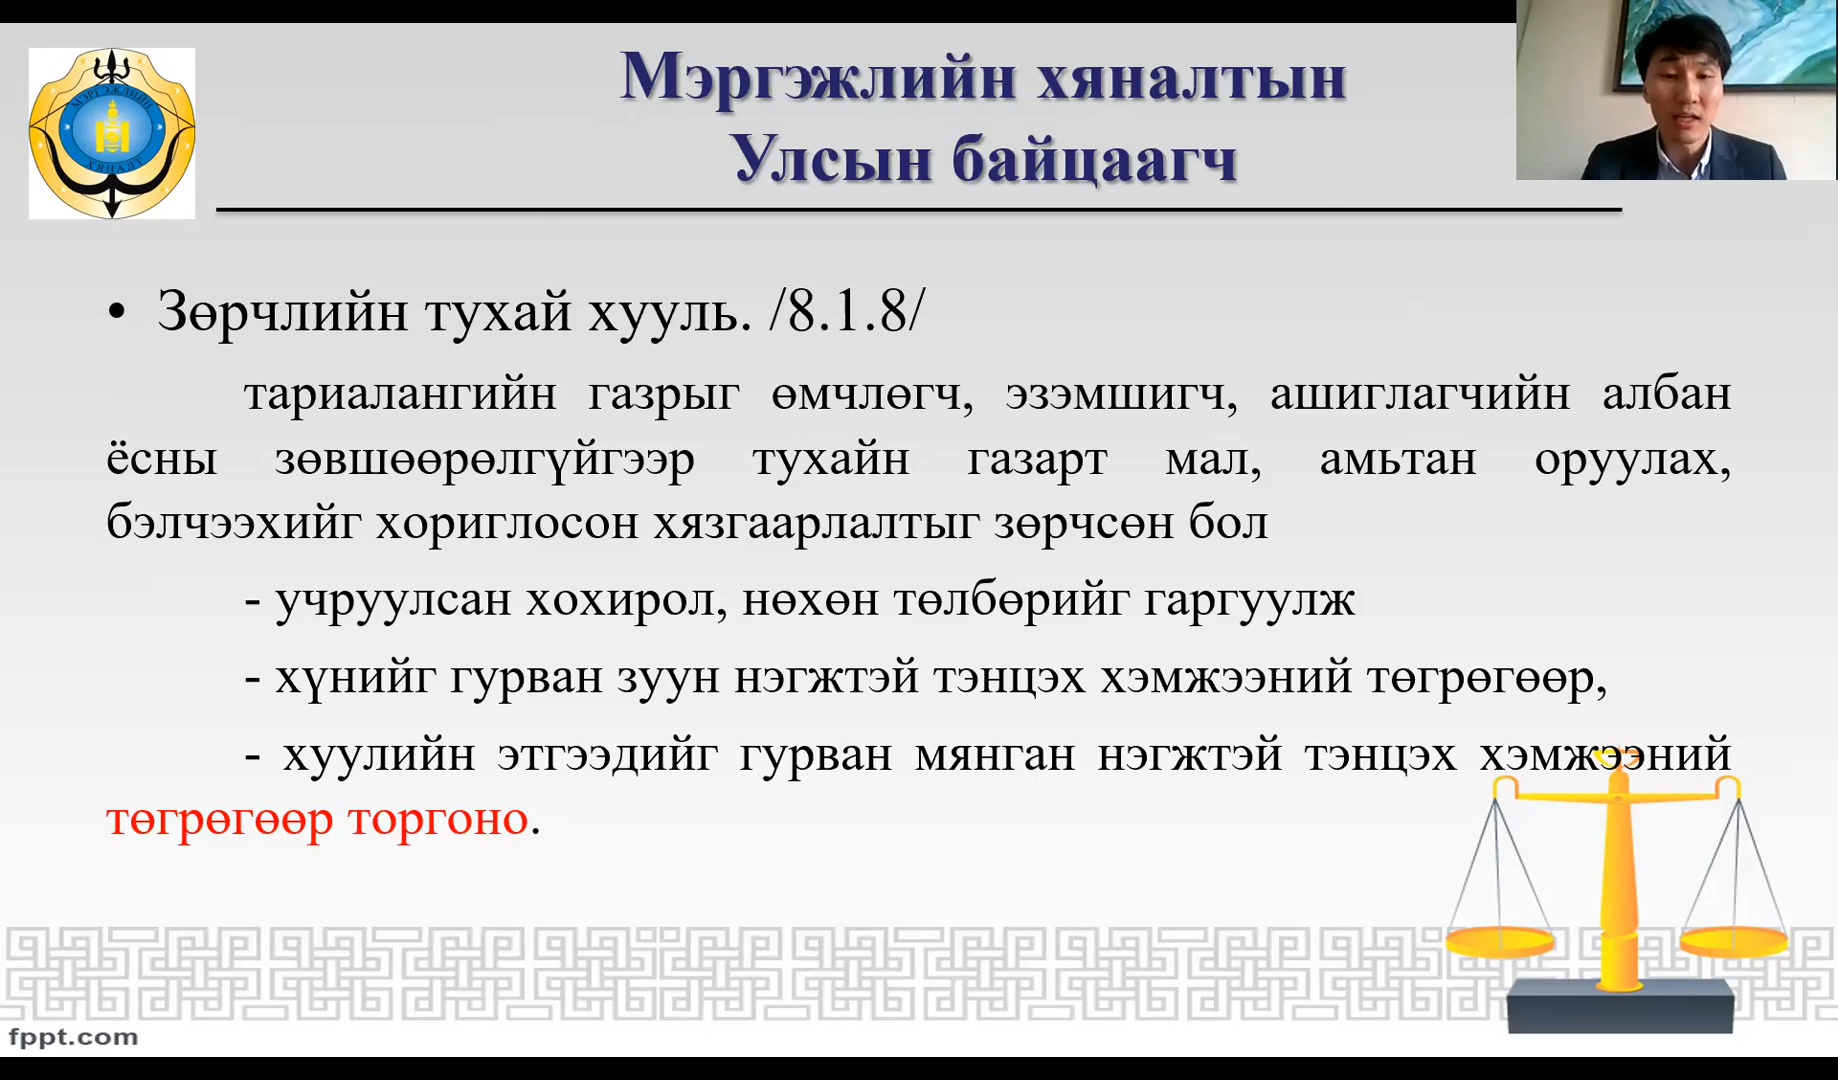 МЭРГЭЖЛИЙН
ХЯНАЛТ
Мэргэжлийн хяналтын
Улсын байцаагч
• Зөрчлийн тухай хууль. /8.1.8/
тариалангийн газрыг өмчлөгч, эзэмшигч, ашиглагчийн албан
ёсны зөвшөөрөлгүйгээр тухайн газарт мал, амьтан оруулах,
бэлчээхийг хориглосон хязгаарлалтыг зөрчсөн бол
- учруулсан хохирол, нөхөн төлбөрийг гаргуулж
- хүнийг гурван зуун нэгжтэй тэнцэх хэмжээний төгрөгөөр,
- хуулийн этгээдийг гурван мянган нэгжтэй тэнцэх хэмжээний
төгрөгөөр торгоно.
fppt.com